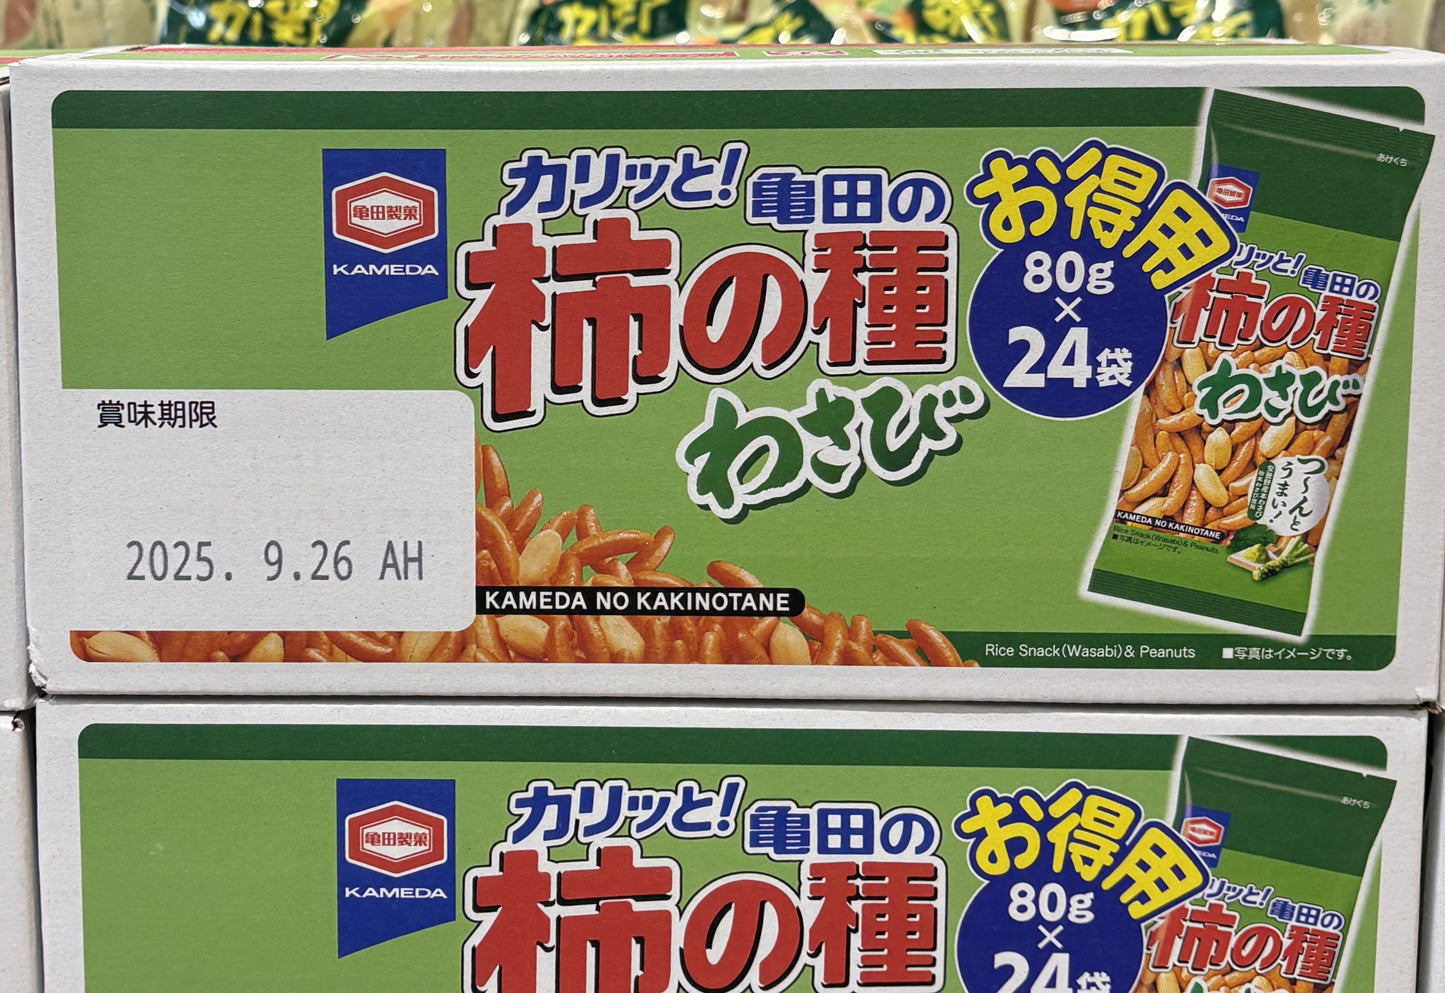 亀田製菓
KAMEDA
カリッと!
亀田の
柿の種
わさび
お得用
80g
×
24袋
賞味期限
2025. 9.26 AH
KAMEDA NO KAKINOTANE
Rice Snack(Wasabi)& Peanuts
■写真はイメージです。
あけくち
亀田製菓
リッと!
亀田の
柿の種
わさび
つ〜んと
うまい!
KAMEDA NO KAKINOTANE
Rice Snack(Wasabi)& Peanuts
■写真はイメージです。
亀田製菓
KAMEDA
カリッと!
亀田の
柿の種
お得用
80g
×
24袋
あけくち
亀田製菓
リッと!
亀田の
柿の種